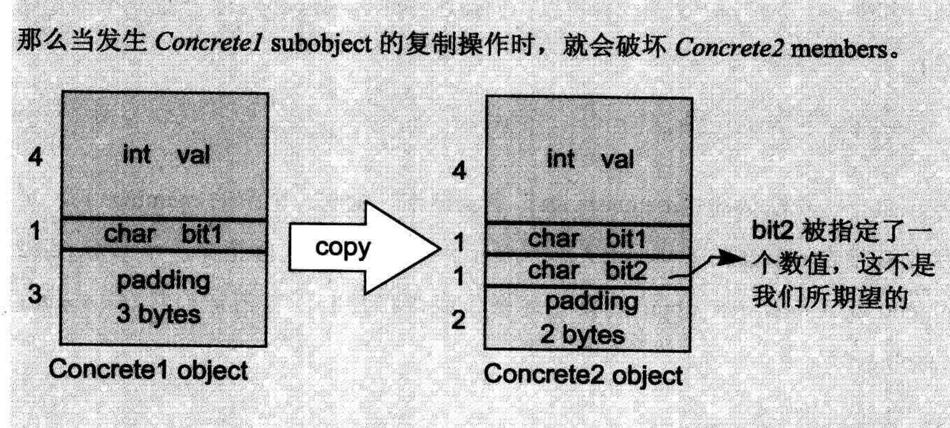 那么当发生 Concrete1 subobject 的复制操作时，就会破坏 Concrete2 members。
4
int val
1
char bit1
3
padding
3 bytes
Concrete1 object
copy
4
int val
1
char bit1
1
char bit2
2
padding
2 bytes
Concrete2 object
bit2 被指定了一
个数值，这不是
我们所期望的